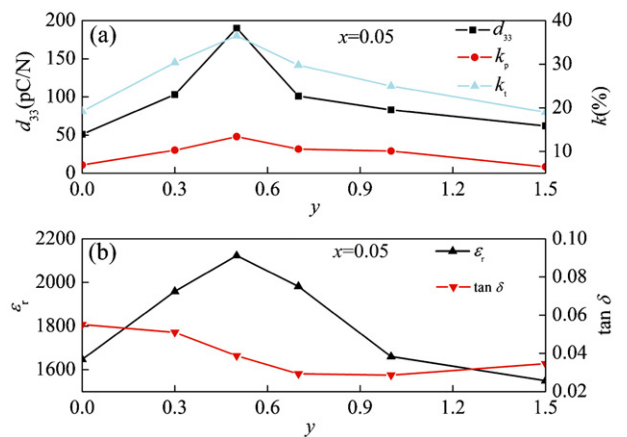 (a)
x=0.05
d33
kp
kt
200
150
100
50
0
d33(pC/N)
40
30
20
10
k(%)
0.0 0.3 0.6 0.9 1.2 1.5
y
(b)
x=0.05
εr
tan δ
2200
2000
1800
1600
εr
0.10
0.08
0.06
0.04
0.02
tan δ
0.0 0.3 0.6 0.9 1.2 1.5
y